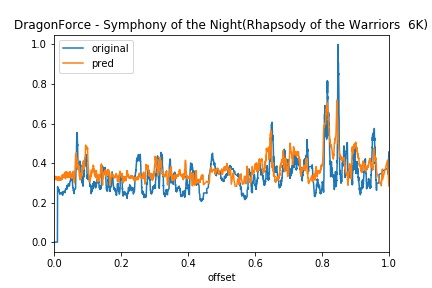 DragonForce - Symphony of the Night(Rhapsody of the Warriors  6K)
original
pred
1.0
0.8
0.6
0.4
0.2
0.0
0.0 0.2 0.4 0.6 0.8 1.0
offset